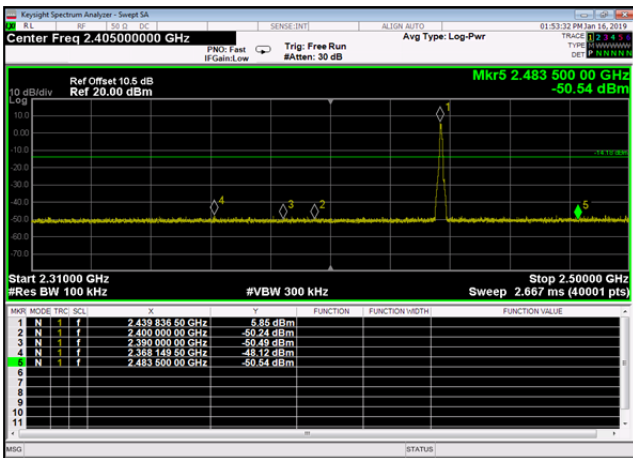 Keysight Spectrum Analyzer - Swept SA
RL RF 50 Ω DC SENSE:INT ALIGN AUTO 01:53:32 PM Jan 16, 2019
Center Freq 2.405000000 GHz Avg Type: Log-Pwr TRACE 1 2 3 4 5 6
PNO: Fast Trig: Free Run TYPE M WWWWW
IFGain:Low #Atten: 30 dB DET P N N N N N
Mkr5 2.483 500 00 GHz
Ref Offset 10.5 dB
10 dB/div Ref 20.00 dBm -50.54 dBm
Log
10.0
0.00
-10.0
-14.18 dBm
-20.0
-30.0
-40.0
-50.0
-60.0
-70.0
1
4
3
2
5
Start 2.31000 GHz Stop 2.50000 GHz
#Res BW 100 kHz #VBW 300 kHz Sweep 2.667 ms (40001 pts)
MKR MODE TRC SCL X Y FUNCTION FUNCTION WIDTH FUNCTION VALUE
1 N 1 f 2.439 836 50 GHz 5.85 dBm
2 N 1 f 2.400 000 00 GHz -50.24 dBm
3 N 1 f 2.390 000 00 GHz -50.49 dBm
4 N 1 f 2.368 149 50 GHz -48.12 dBm
5 N 1 f 2.483 500 00 GHz -50.54 dBm
6
7
8
9
10
11
MSG STATUS